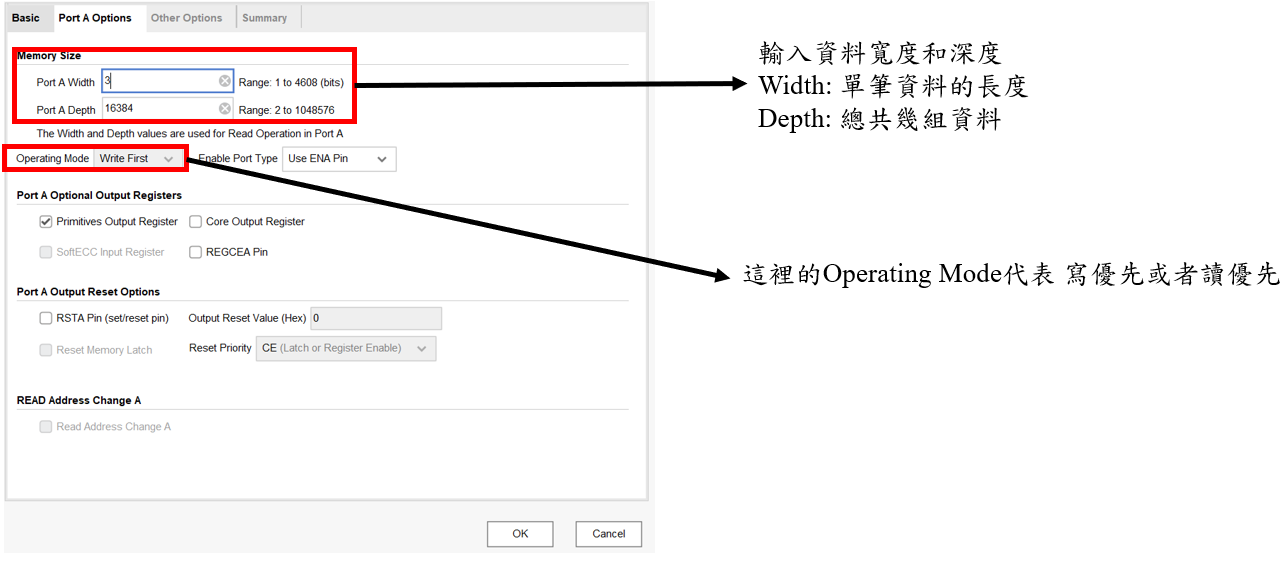 Basic Port A Options Other Options Summary
Memory Size
Port A Width 3 Range: 1 to 4608 (bits)
Port A Depth 16384 Range: 2 to 1048576
The Width and Depth values are used for Read Operation in Port A
Operating Mode Write First Enable Port Type Use ENA Pin
Port A Optional Output Registers
Primitives Output Register Core Output Register
SoftECC Input Register REGCEA Pin
Port A Output Reset Options
RSTA Pin (set/reset pin) Output Reset Value (Hex) 0
Reset Memory Latch Reset Priority CE (Latch or Register Enable)
READ Address Change A
Read Address Change A
OK Cancel
輸入資料寬度和深度
Width: 單筆資料的長度
Depth: 總共幾組資料
這裡的Operating Mode代表 寫優先或者讀優先